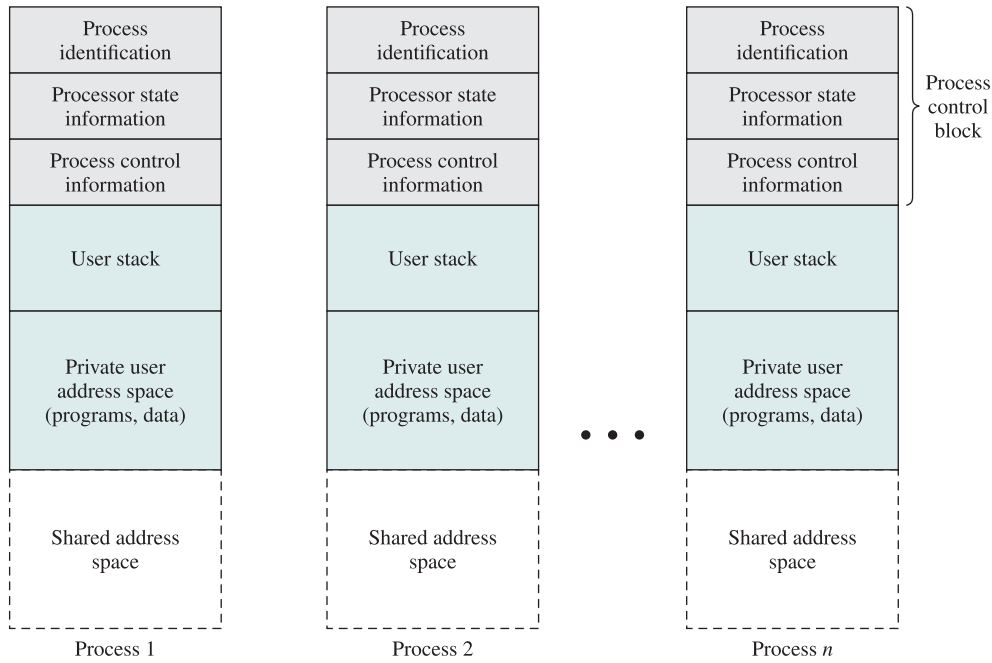 Process
identification
Processor state
information
Process control
information
User stack
Private user
address space
(programs, data)
Shared address
space
Process 1
Process
identification
Processor state
information
Process control
information
User stack
Private user
address space
(programs, data)
Shared address
space
Process 2
Process
identification
Processor state
information
Process control
information
User stack
Private user
address space
(programs, data)
Shared address
space
Process n
Process
control
block